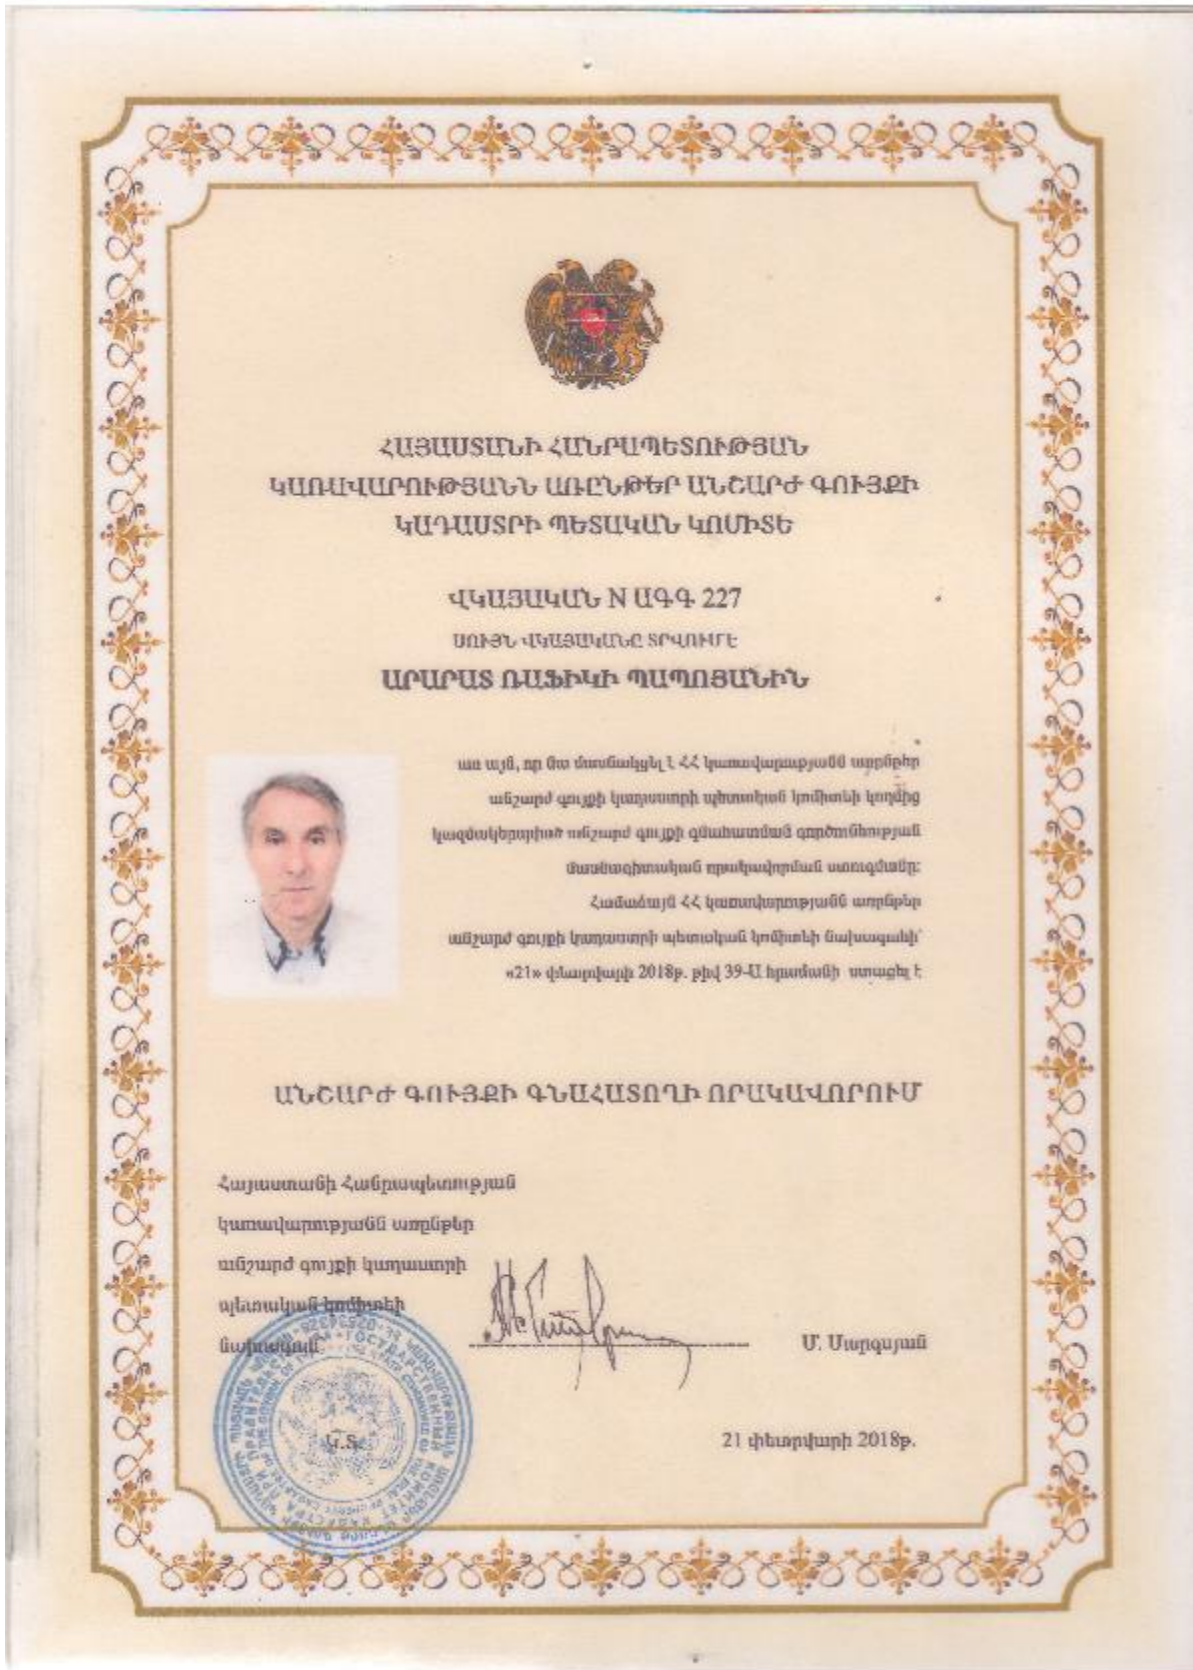 ՀԱՅԱՍՏԱՆԻ ՀԱՆՐԱՊԵՏՈՒԹՅԱՆ
ԿԱՌԱՎԱՐՈՒԹՅԱՆՆ ԱՌԸՆԹԵՐ ԱՆՇԱՐԺ ԳՈՒՅՔԻ
ԿԱԴԱՍՏՐԻ ՊԵՏԱԿԱՆ ԿՈՄԻՏԵ
ՎԿԱՅԱԿԱՆ N ԱԳԳ 227
ՍՈՒՅՆ ՎԿԱՅԱԿԱՆԸ ՏՐՎՈՒՄ Է
ԱՐԱՐԱՏ ՌԱՖԻԿԻ ՊԱՊՈՅԱՆԻՆ
առ այն, որ նա մասնակցել է ՀՀ կառավարությանն առընթեր
անշարժ գույքի կադաստրի պետական կոմիտեի կողմից
կազմակերպված անշարժ գույքի գնահատման գործունեության
մասնագիտական որակավորման ստուգմանը:
Համաձայն ՀՀ կառավարությանն առընթեր
անշարժ գույքի կադաստրի պետական կոմիտեի նախագահի՝
«21» փետրվարի 2018թ. թիվ 39-Ա հրամանի ստացել է
ԱՆՇԱՐԺ ԳՈՒՅՔԻ ԳՆԱՀԱՏՈՂԻ ՈՐԱԿԱՎՈՐՈՒՄ
Հայաստանի Հանրապետության
կառավարությանն առընթեր
անշարժ գույքի կադաստրի
պետական կոմիտեի
նախագահ
Մ. Սարգսյան
Կ.Տ.
21 փետրվարի 2018թ.